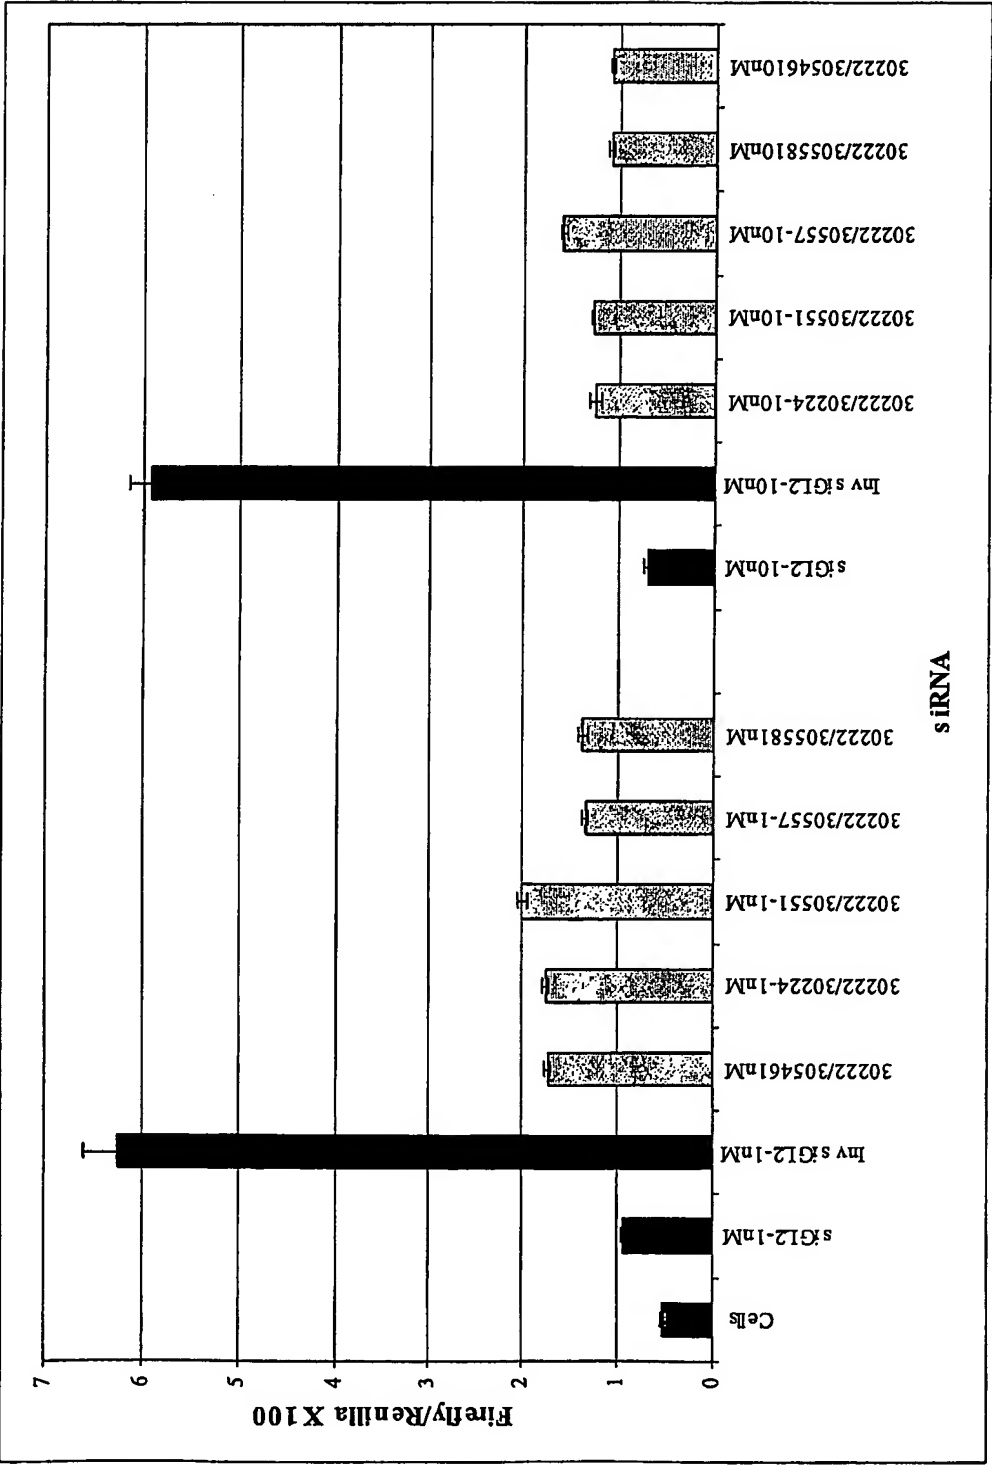 Firefly/Renilla X 100
7
6
5
4
3
2
1
0
Cells
siGL2-1nM
Inv siGL2-1nM
30222/305461nM
30222/30224-1nM
30222/30551-1nM
30222/30557-1nM
30222/305581nM
siGL2-10nM
Inv siGL2-10nM
30222/30224-10nM
30222/30551-10nM
30222/30557-10nM
30222/3055810nM
30222/3054610nM
siRNA